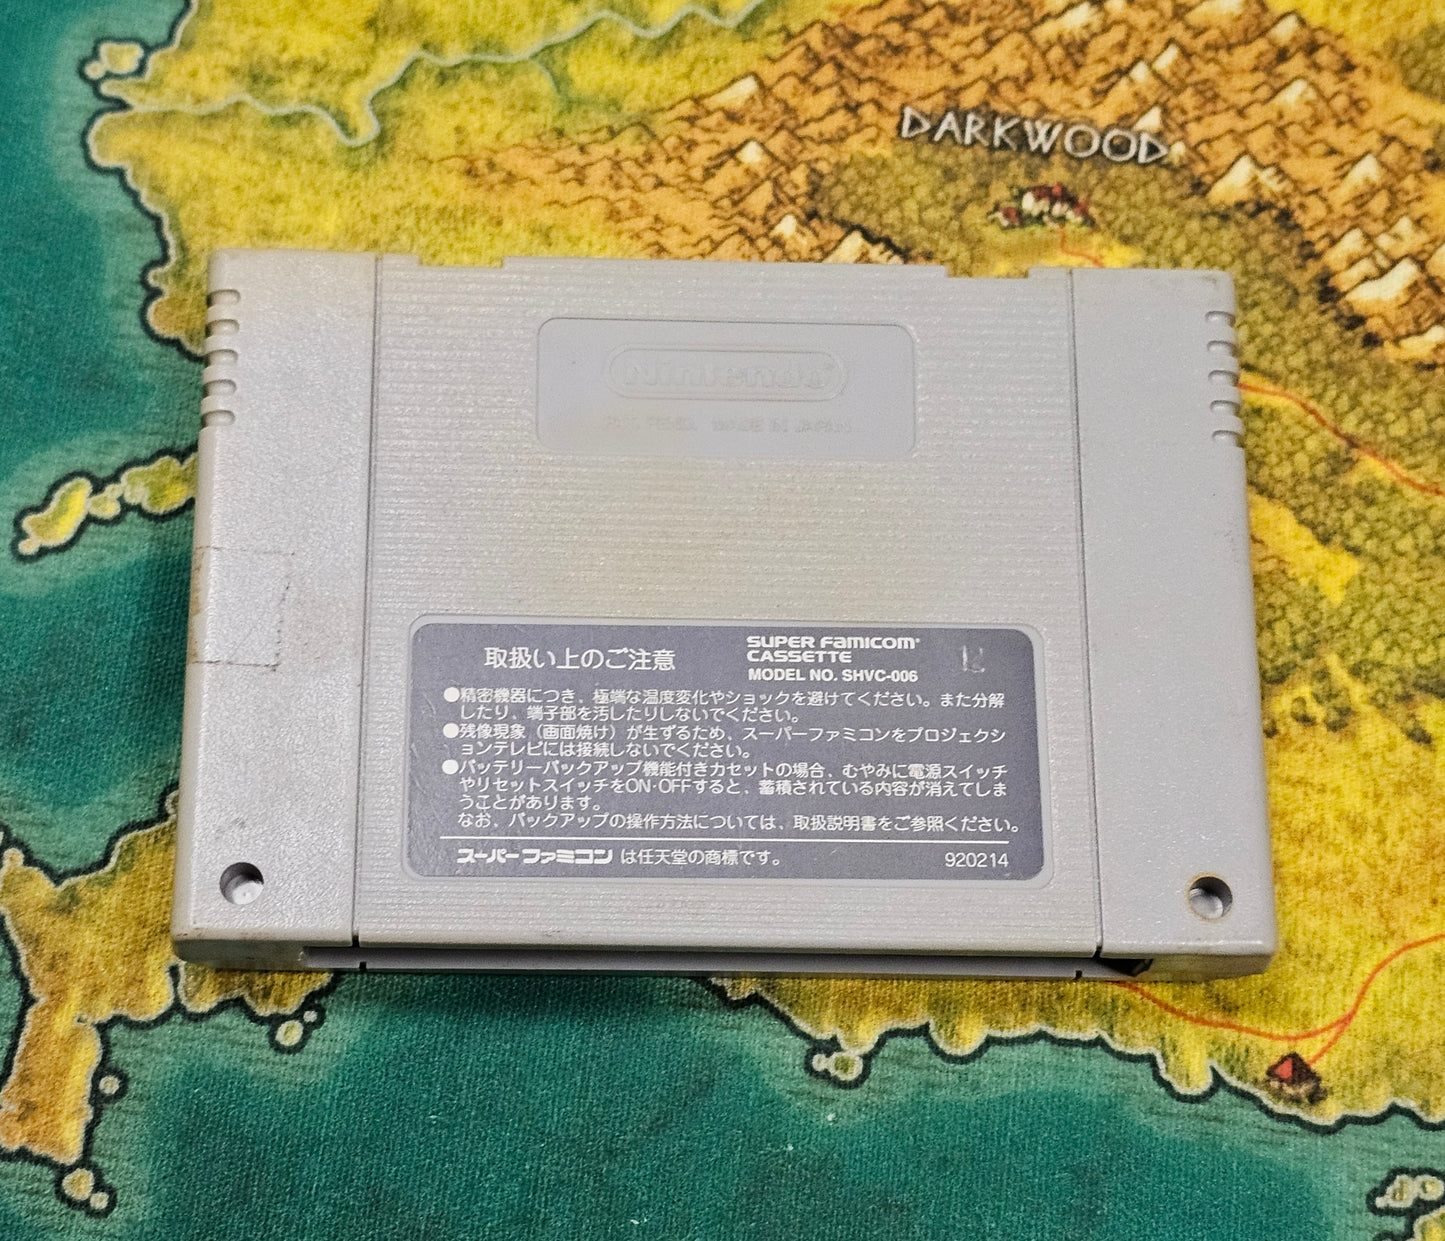 DARKWOOD
Nintendo®
PAT. PEND. MADE IN JAPAN
取扱い上のご注意
SUPER FAMICOM®
CASSETTE
MODEL NO. SHVC-006
12
●精密機器につき、極端な温度変化やショックを避けてください。また分解
したり、端子部を汚したりしないでください。
●残像現象(画面焼け)が生ずるため、スーパーファミコンをプロジェクシ
ョンテレビには接続しないでください。
●バッテリーバックアップ機能付きカセットの場合、むやみに電源スイッチ
やリセットスイッチをON・OFFすると、蓄積されている内容が消えてしま
うことがあります。
なお、バックアップの操作方法については、取扱説明書をご参照ください。
スーパーファミコン は任天堂の商標です。
920214